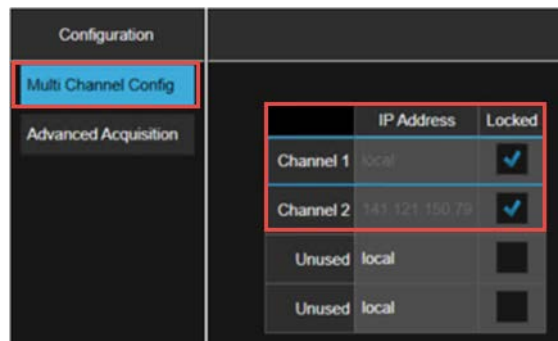 Configuration
Multi Channel Config
Advanced Acquisition
IP Address Locked
Channel 1 local
Channel 2 141 121 150 79
Unused local
Unused local